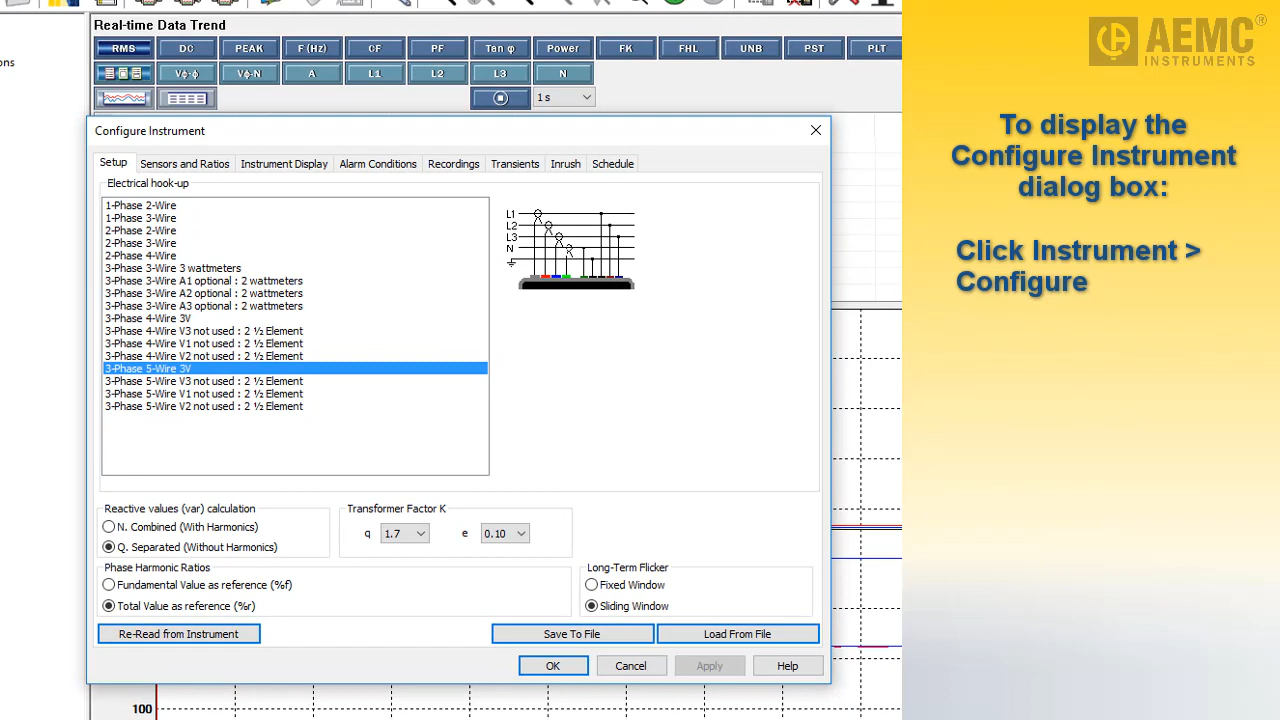 Real-time Data Trend
RMS DC PEAK F (Hz) CF PF Tan φ Power FK FHL UNB PST PLT
Vφ-φ Vφ-N A L1 L2 L3 N
1 s
ons
Configure Instrument
Setup Sensors and Ratios Instrument Display Alarm Conditions Recordings Transients Inrush Schedule
Electrical hook-up
1-Phase 2-Wire
1-Phase 3-Wire
2-Phase 2-Wire
2-Phase 3-Wire
2-Phase 4-Wire
3-Phase 3-Wire 3 wattmeters
3-Phase 3-Wire A1 optional : 2 wattmeters
3-Phase 3-Wire A2 optional : 2 wattmeters
3-Phase 3-Wire A3 optional : 2 wattmeters
3-Phase 4-Wire 3V
3-Phase 4-Wire V3 not used : 2 ½ Element
3-Phase 4-Wire V1 not used : 2 ½ Element
3-Phase 4-Wire V2 not used : 2 ½ Element
3-Phase 5-Wire 3V
3-Phase 5-Wire V3 not used : 2 ½ Element
3-Phase 5-Wire V1 not used : 2 ½ Element
3-Phase 5-Wire V2 not used : 2 ½ Element
L1
L2
L3
N
Reactive values (var) calculation
N. Combined (With Harmonics)
Q. Separated (Without Harmonics)
Transformer Factor K
q 1.7 e 0.10
Phase Harmonic Ratios
Fundamental Value as reference (%f)
Total Value as reference (%r)
Long-Term Flicker
Fixed Window
Sliding Window
Re-Read from Instrument Save To File Load From File
OK Cancel Apply Help
100
AEMC®
INSTRUMENTS
To display the
Configure Instrument
dialog box:
Click Instrument >
Configure